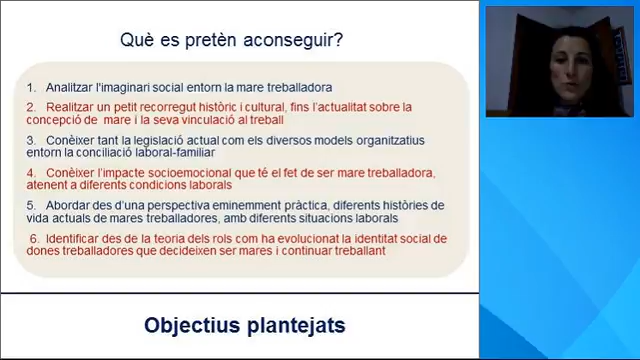 Què es pretèn aconseguir?
1. Analitzar l'imaginari social entorn la mare treballadora
2. Realitzar un petit recorregut històric i cultural, fins l'actualitat sobre la
concepció de mare i la seva vinculació al treball
3. Conèixer tant la legislació actual com els diversos models organitzatius
entorn la conciliació laboral-familiar
4. Conèixer l'impacte socioemocional que té el fet de ser mare treballadora,
atenent a diferents condicions laborals
5. Abordar des d'una perspectiva eminemment pràctica, diferents històries de
vida actuals de mares treballadores, amb diferents situacions laborals
6. Identificar des de la teoria dels rols com ha evolucionat la identitat social de
dones treballadores que decideixen ser mares i continuar treballant
Objectius plantejats